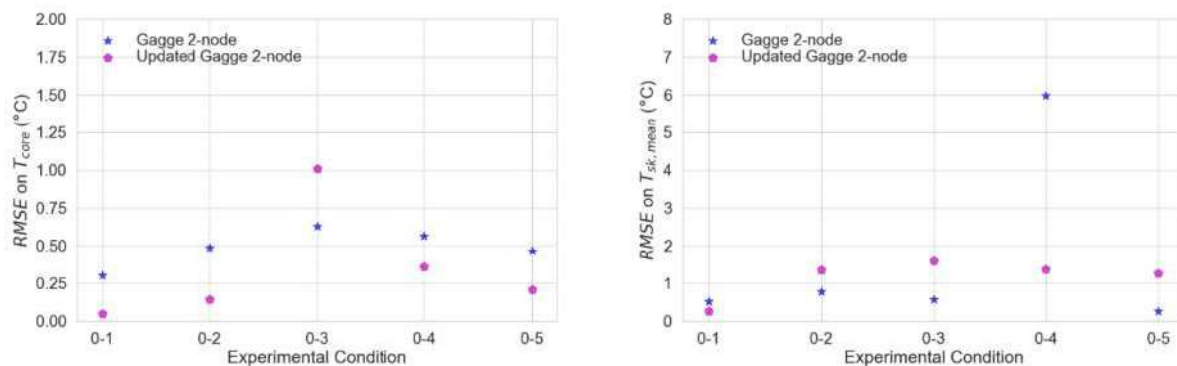 RMSE on T_core (°C)
2.00
1.75
1.50
1.25
1.00
0.75
0.50
0.25
0.00
Gagge 2-node
Updated Gagge 2-node
0-1 0-2 0-3 0-4 0-5
Experimental Condition
RMSE on T_sk,mean (°C)
8
7
6
5
4
3
2
1
0
Gagge 2-node
Updated Gagge 2-node
0-1 0-2 0-3 0-4 0-5
Experimental Condition